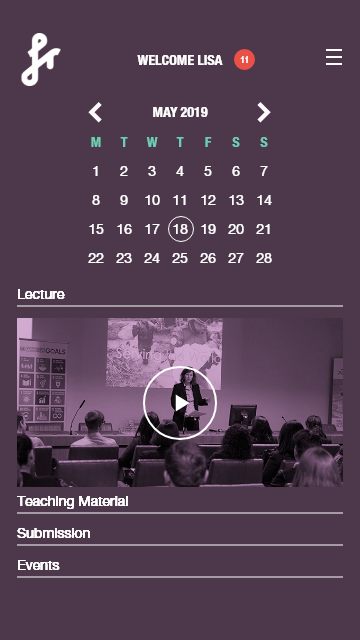 WELCOME LISA 11
MAY 2019
M T W T F S S
1 2 3 4 5 6 7
8 9 10 11 12 13 14
15 16 17 18 19 20 21
22 23 24 25 26 27 28
Lecture
GOALS
Teaching Material
Submission
Events